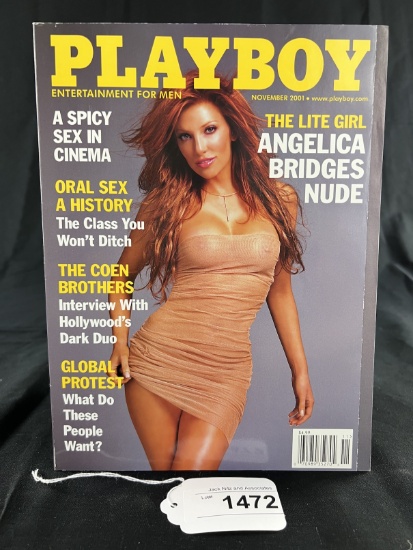 PLAYBOY
ENTERTAINMENT FOR MEN
NOVEMBER 2001 • www.playboy.com
A SPICY
SEX IN
CINEMA
THE LITE GIRL
ANGELICA
BRIDGES
NUDE
ORAL SEX
A HISTORY
The Class You
Won't Ditch
THE COEN
BROTHERS
Interview With
Hollywood's
Dark Duo
GLOBAL
PROTEST
What Do
These
People
Want?
Lot#
1472